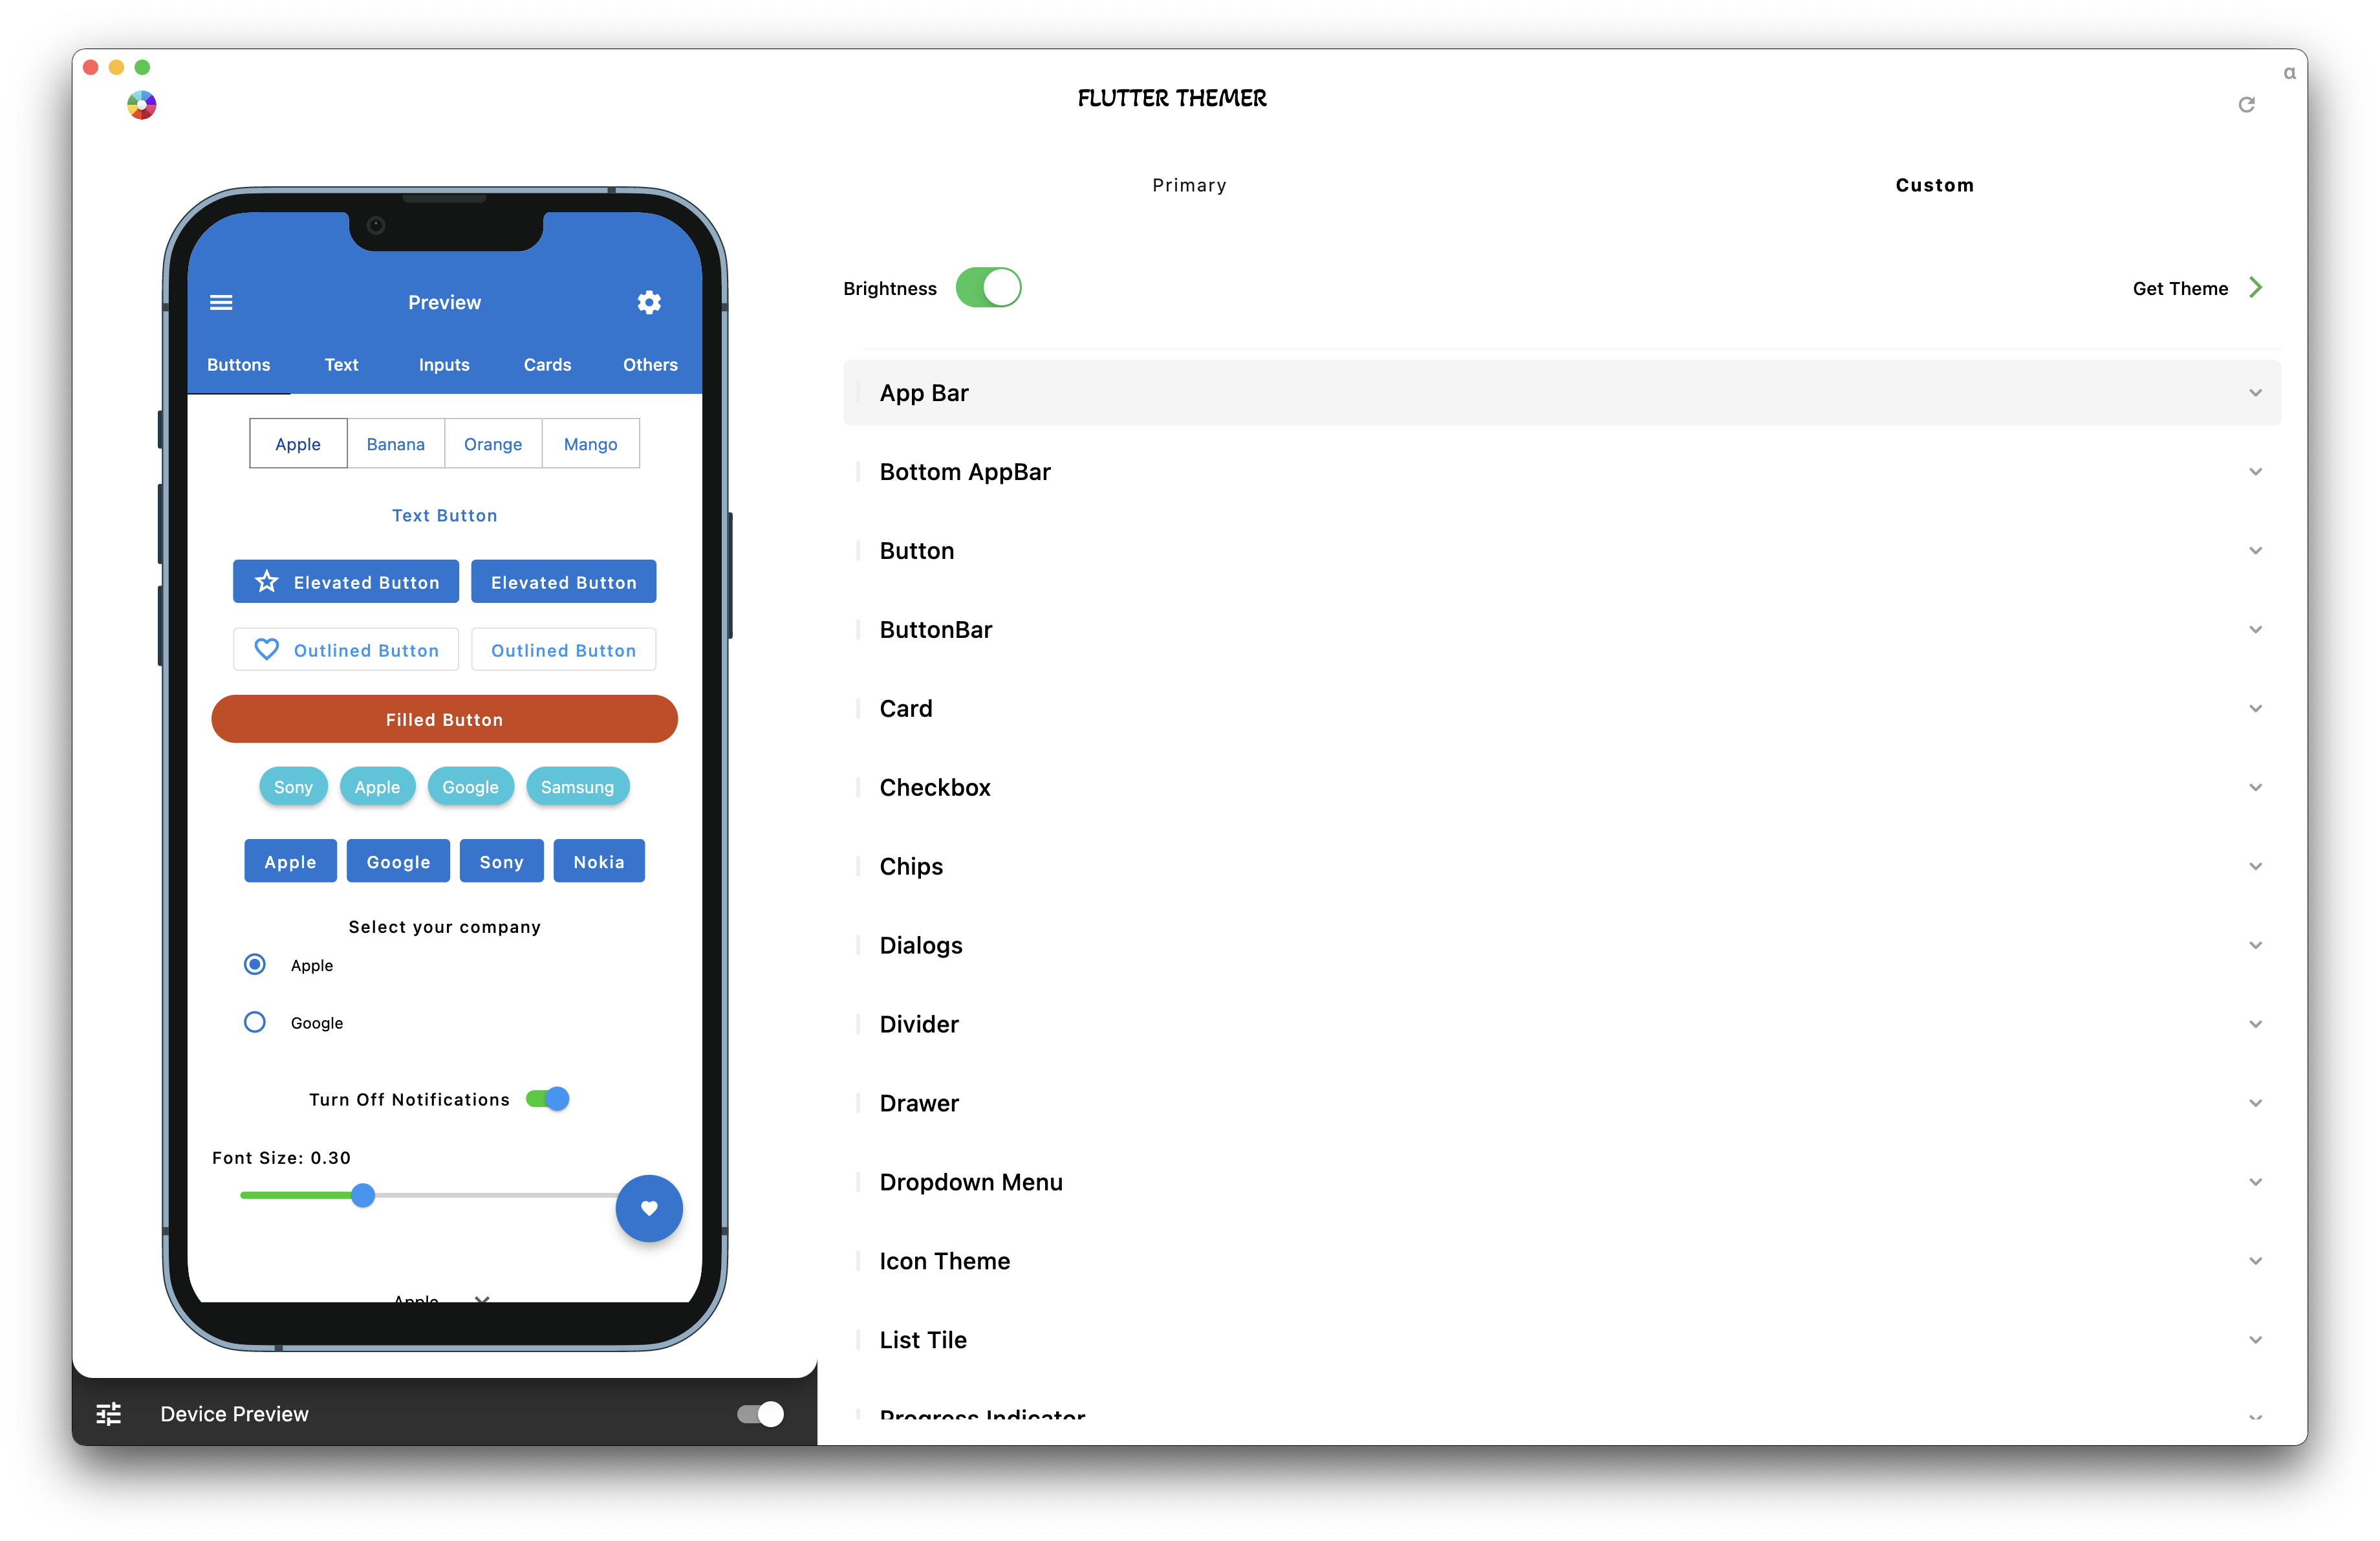 α
FLUTTER THEMER
Primary
Custom
Brightness
Get Theme
Preview
Buttons Text Inputs Cards Others
Apple Banana Orange Mango
Text Button
Elevated Button Elevated Button
Outlined Button Outlined Button
Filled Button
Sony Apple Google Samsung
Apple Google Sony Nokia
Select your company
Apple
Google
Turn Off Notifications
Font Size: 0.30
Apple
Device Preview
App Bar
Bottom AppBar
Button
ButtonBar
Card
Checkbox
Chips
Dialogs
Divider
Drawer
Dropdown Menu
Icon Theme
List Tile
Progress Indicator